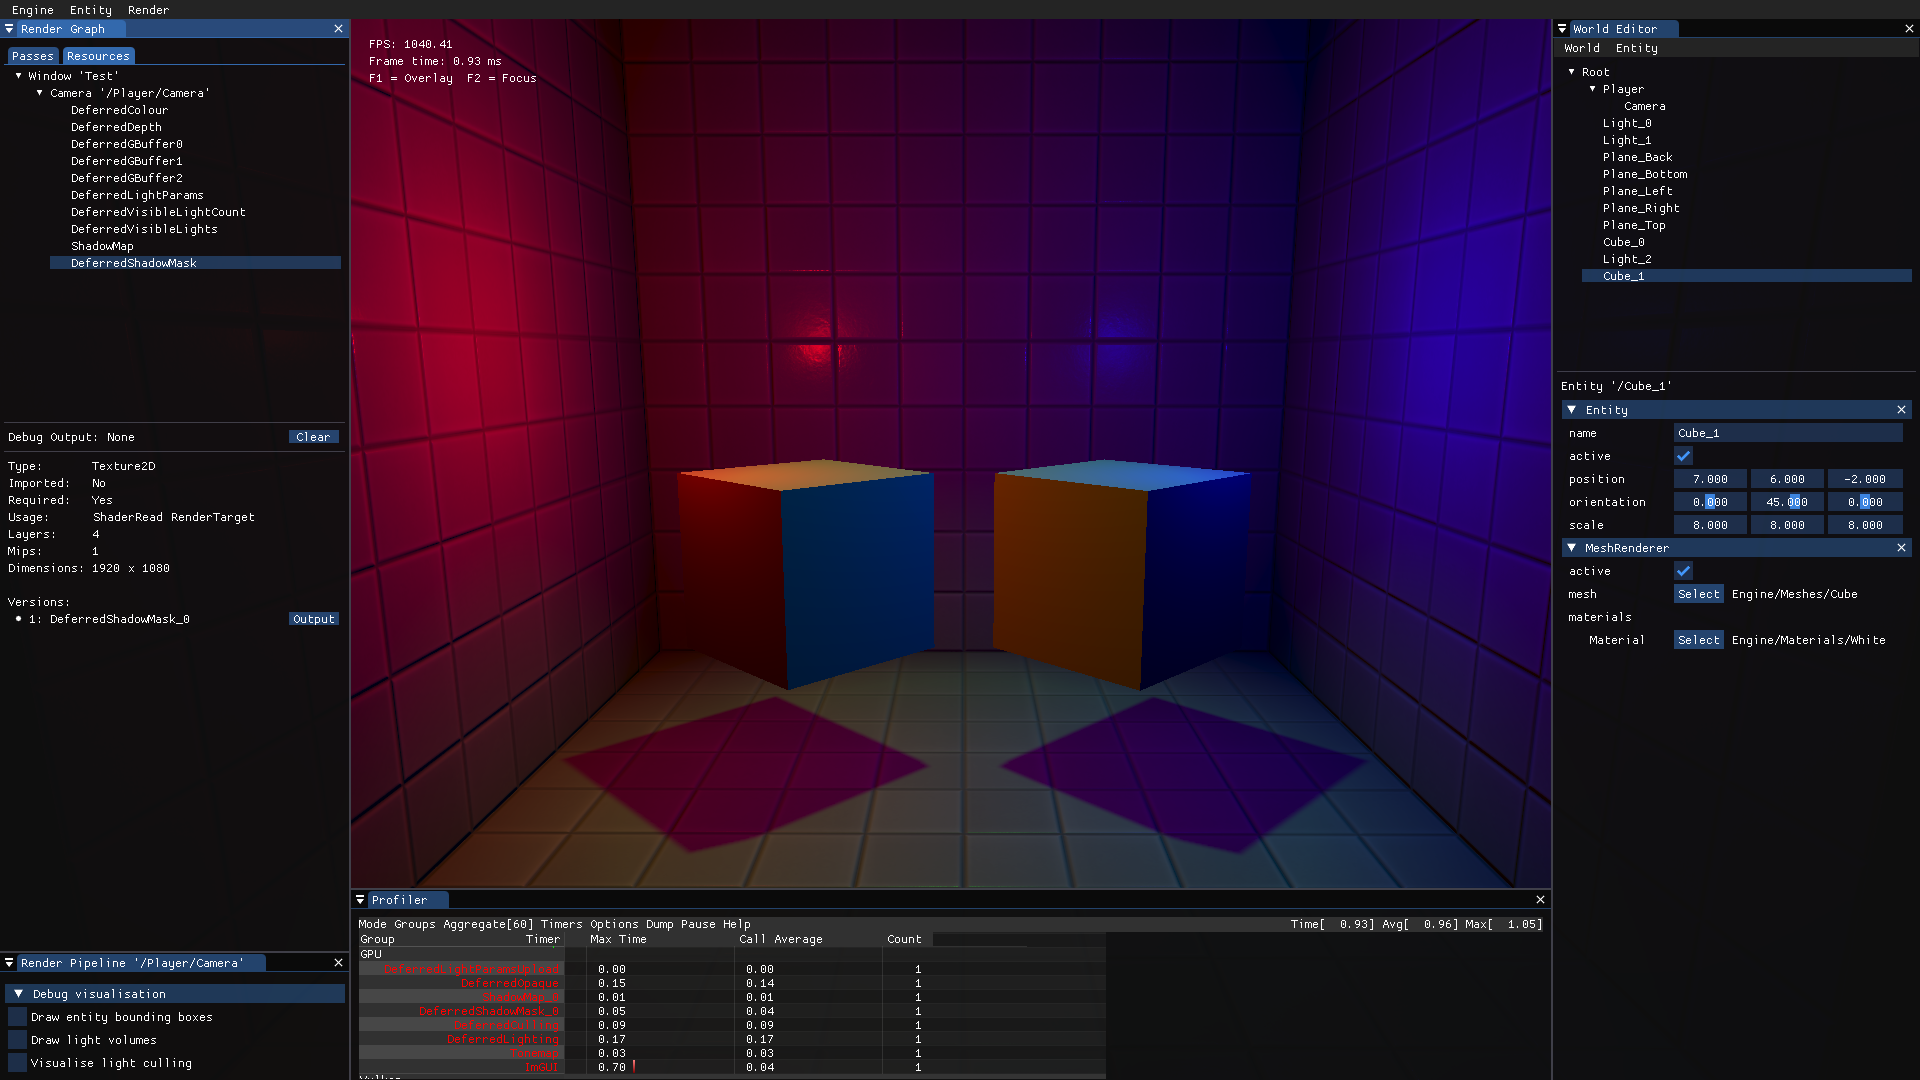 Engine Entity Render
Render Graph
Passes Resources
Window 'Test'
Camera '/Player/Camera'
DeferredColour
DeferredDepth
DeferredGBuffer0
DeferredGBuffer1
DeferredGBuffer2
DeferredLightParams
DeferredVisibleLightCount
DeferredVisibleLights
ShadowMap
DeferredShadowMask
Debug Output: None Clear
Type: Texture2D
Imported: No
Required: Yes
Usage: ShaderRead RenderTarget
Layers: 4
Mips: 1
Dimensions: 1920 x 1080
Versions:
1: DeferredShadowMask_0 Output
Render Pipeline '/Player/Camera'
Debug visualisation
Draw entity bounding boxes
Draw light volumes
Visualise light culling
FPS: 1040.41
Frame time: 0.93 ms
F1 = Overlay F2 = Focus
Profiler
Mode Groups Aggregate[60] Timers Options Dump Pause Help Time[ 0.93] Avg[ 0.96] Max[ 1.05]
Group Timer Max Time Call Average Count
GPU
0.00 0.00 1
DeferredOpaque 0.15 0.14 1
0.01 0.01 1
DeferredShadowMask_0 0.05 0.04 1
DeferredCulling 0.09 0.09 1
DeferredLighting 0.17 0.17 1
0.03 0.03 1
ImGUI 0.70 0.04 1
World Editor
World Entity
Root
Player
Camera
Light_0
Light_1
Plane_Back
Plane_Bottom
Plane_Left
Plane_Right
Plane_Top
Cube_0
Light_2
Cube_1
Entity '/Cube_1'
Entity
name Cube_1
active
position 7.000 6.000 -2.000
orientation 0.000 45.000 0.000
scale 8.000 8.000 8.000
MeshRenderer
active
mesh Select Engine/Meshes/Cube
materials
Material Select Engine/Materials/White